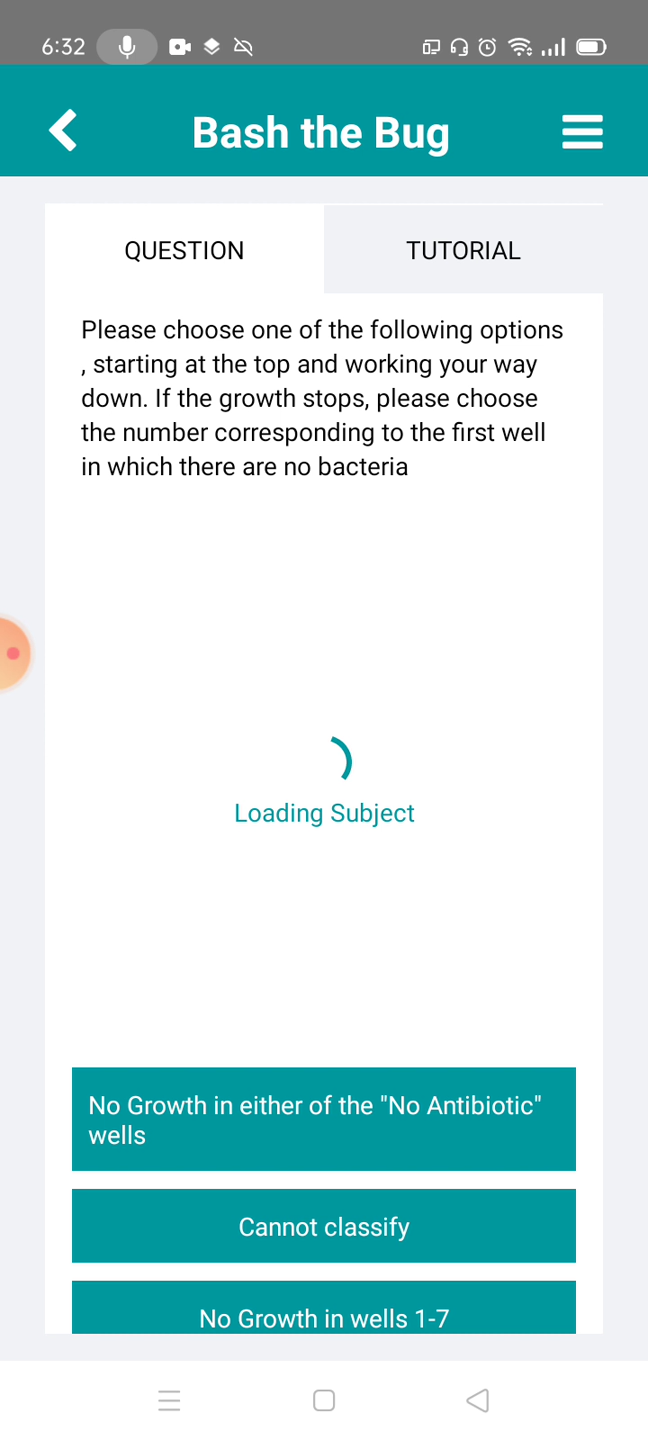 6:32
Bash the Bug
QUESTION
TUTORIAL
Please choose one of the following options
, starting at the top and working your way
down. If the growth stops, please choose
the number corresponding to the first well
in which there are no bacteria
Loading Subject
No Growth in either of the "No Antibiotic"
wells
Cannot classify
No Growth in wells 1-7